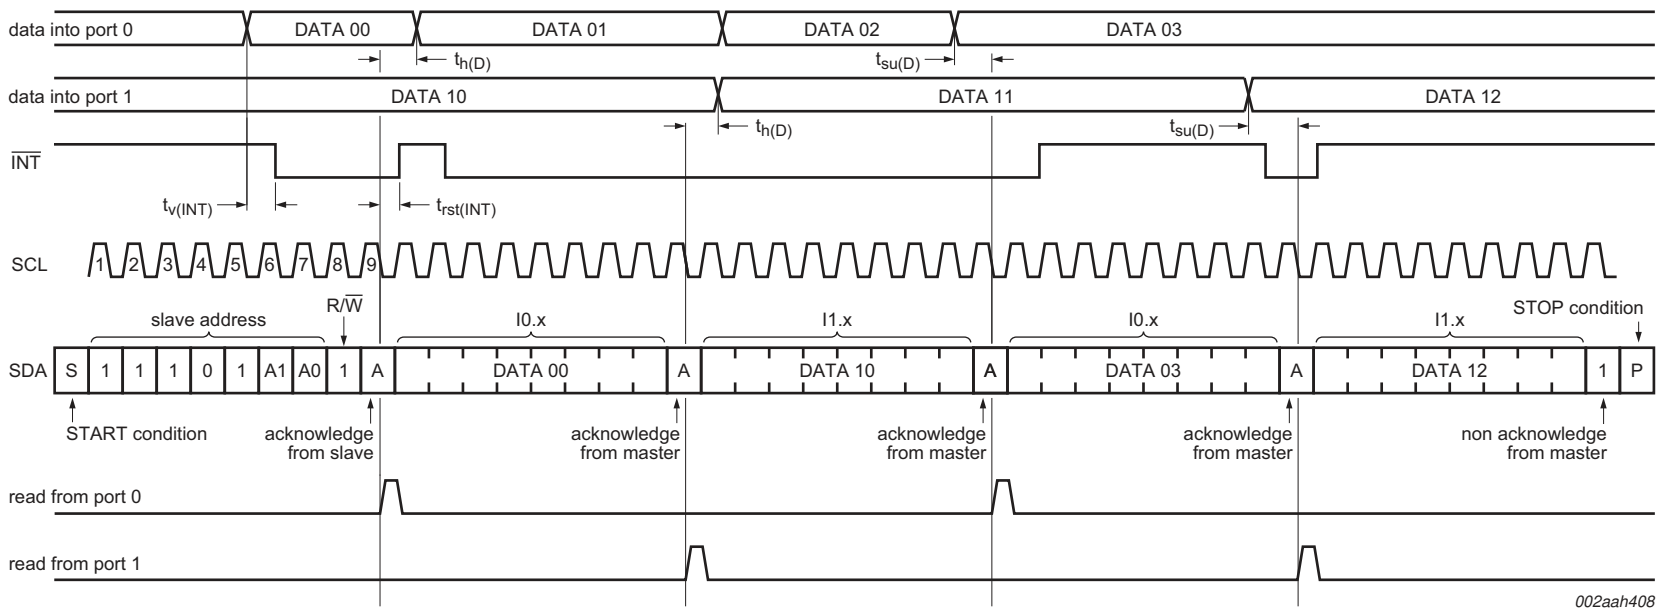 data into port 0
DATA 00
DATA 01
DATA 02
DATA 03
th(D)
tsu(D)
data into port 1
DATA 10
DATA 11
DATA 12
th(D)
tsu(D)
INT
tv(INT)
trst(INT)
SCL
1 2 3 4 5 6 7 8 9
R/W
STOP condition
slave address
I0.x
I1.x
I0.x
I1.x
SDA
S 1 1 1 0 1 A1 A0 1 A DATA 00 A DATA 10 A DATA 03 A DATA 12 1 P
START condition
acknowledge
from slave
acknowledge
from master
acknowledge
from master
acknowledge
from master
non acknowledge
from master
read from port 0
read from port 1
002aah408